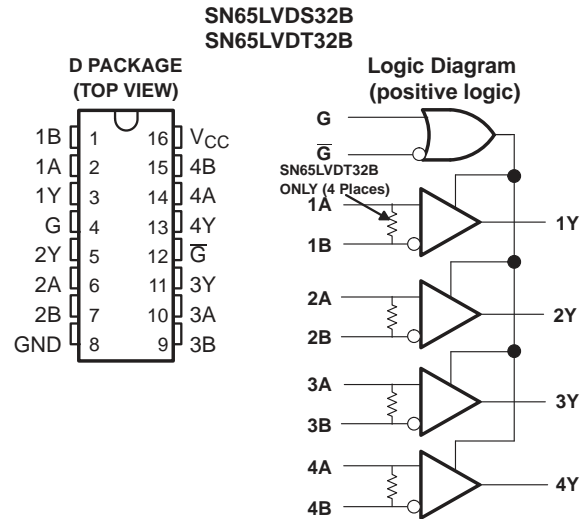 SN65LVDS32B
SN65LVDT32B
D PACKAGE
(TOP VIEW)
1B 1 16 VCC
1A 2 15 4B
1Y 3 14 4A
G 4 13 4Y
2Y 5 12 G̅
2A 6 11 3Y
2B 7 10 3A
GND 8 9 3B
Logic Diagram
(positive logic)
G
G̅
SN65LVDT32B
ONLY (4 Places)
1A
1B
1Y
2A
2B
2Y
3A
3B
3Y
4A
4B
4Y